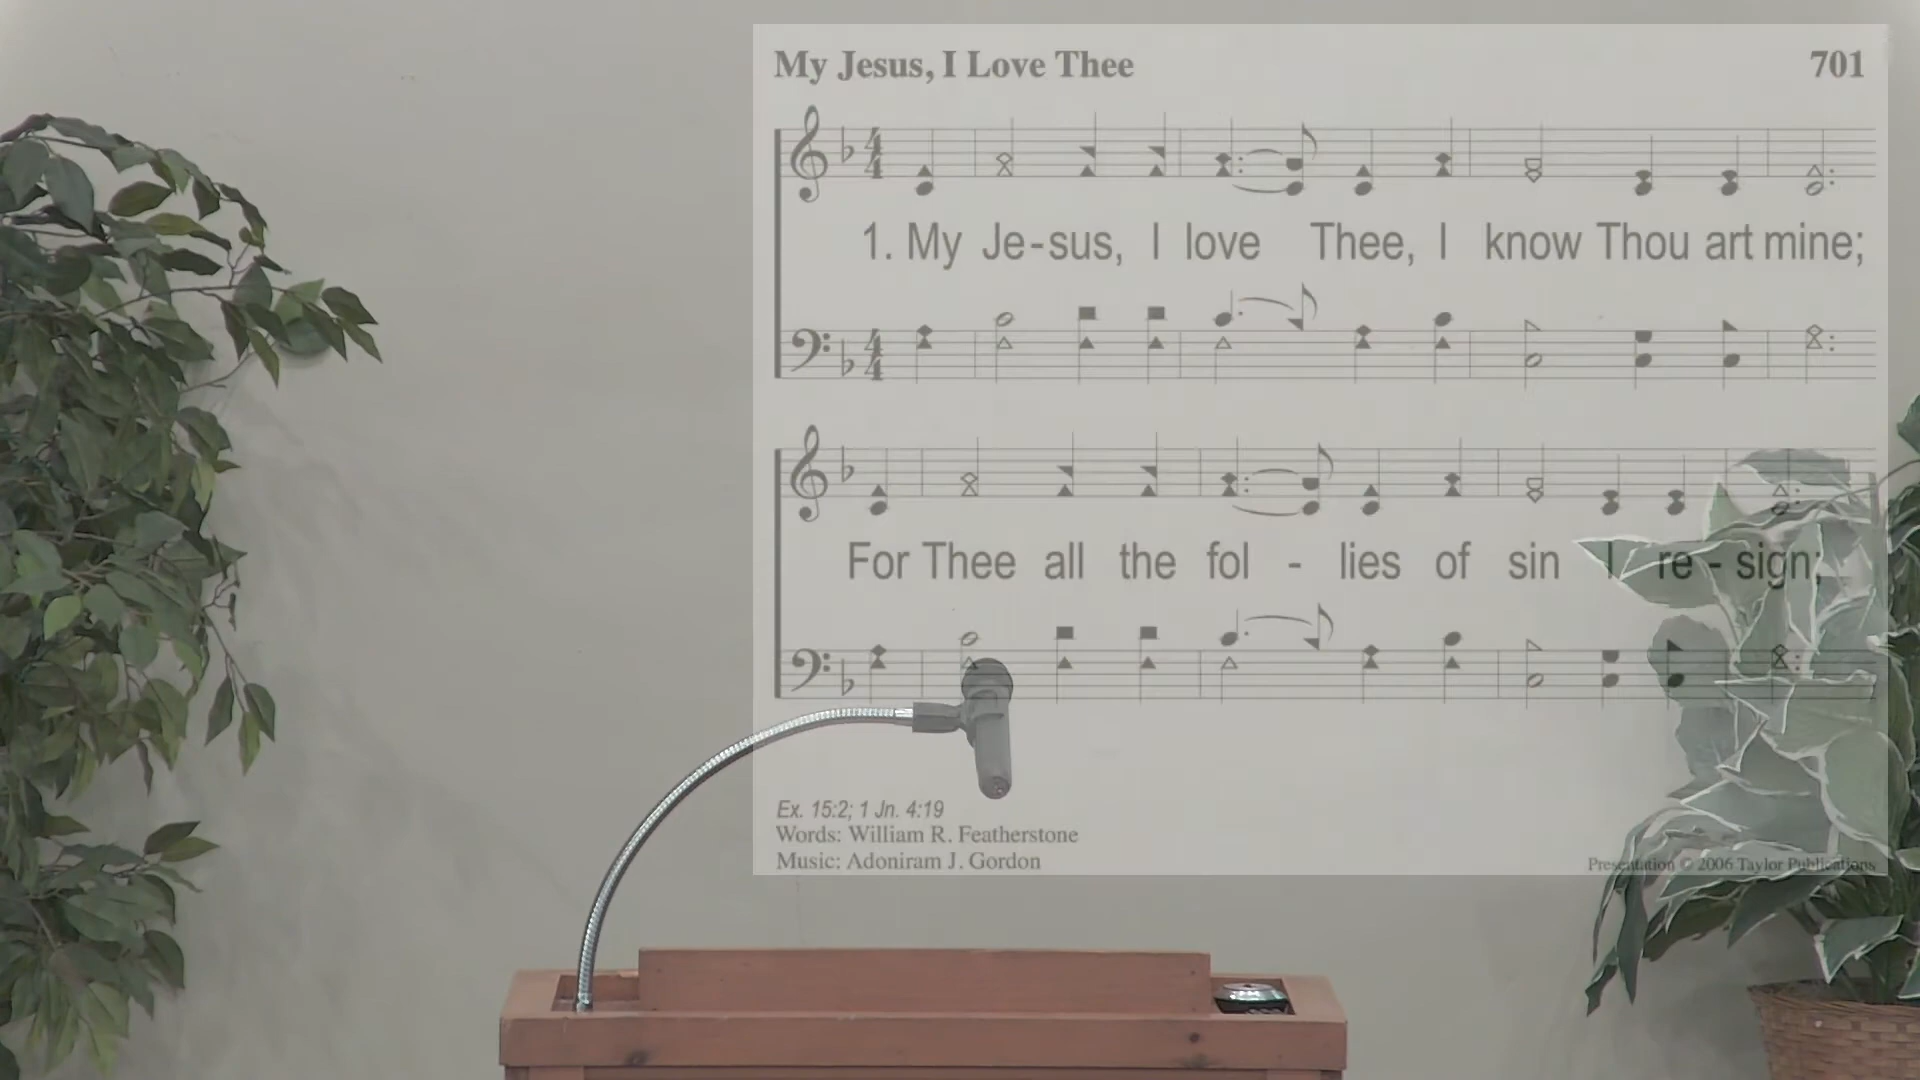 My Jesus, I Love Thee 701
1. My Je-sus, I love Thee, I know Thou art mine;
For Thee all the fol - lies of sin I re - sign;
Ex. 15:2; 1 Jn. 4:19
Words: William R. Featherstone
Music: Adoniram J. Gordon
Presentation © 2006 Taylor Publications